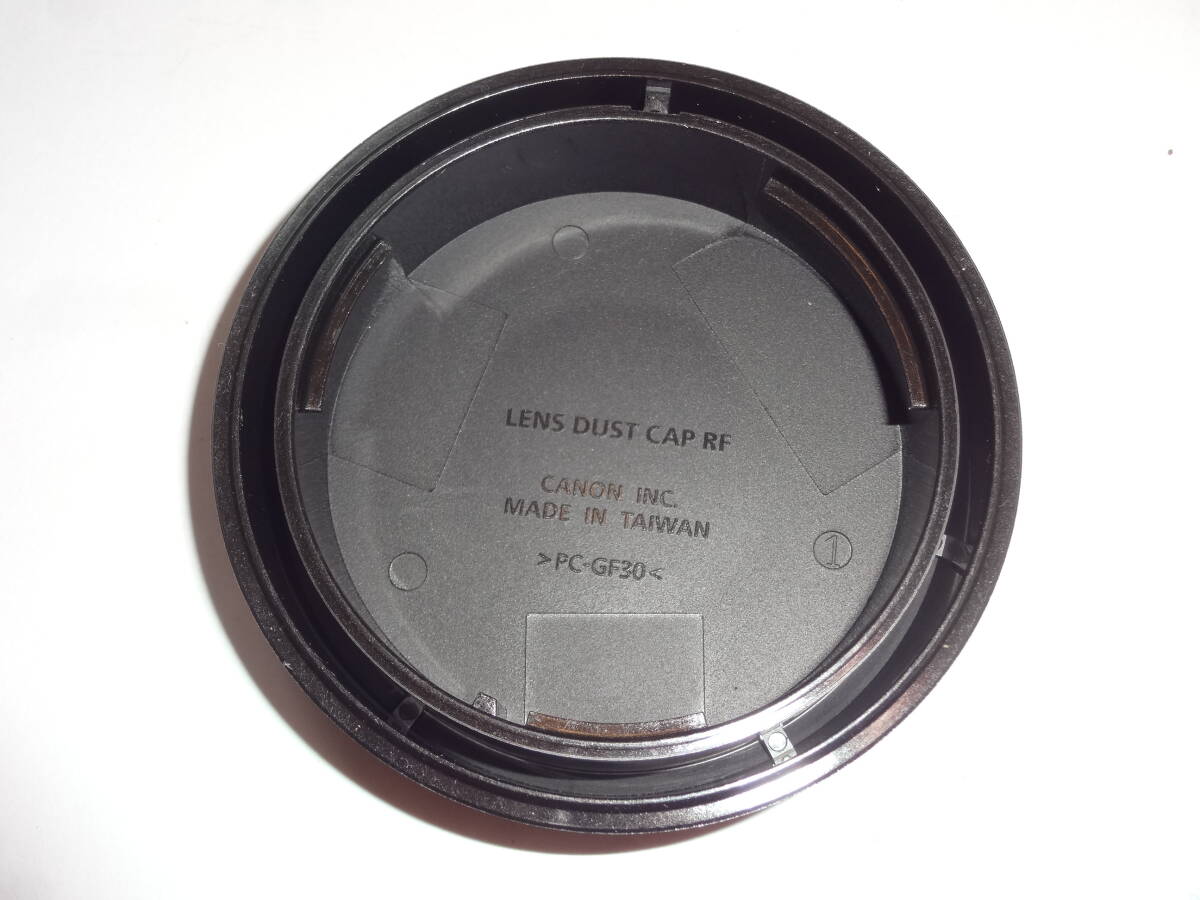 LENS DUST CAP RF
CANON INC.
MADE IN TAIWAN
>PC-GF30<
①